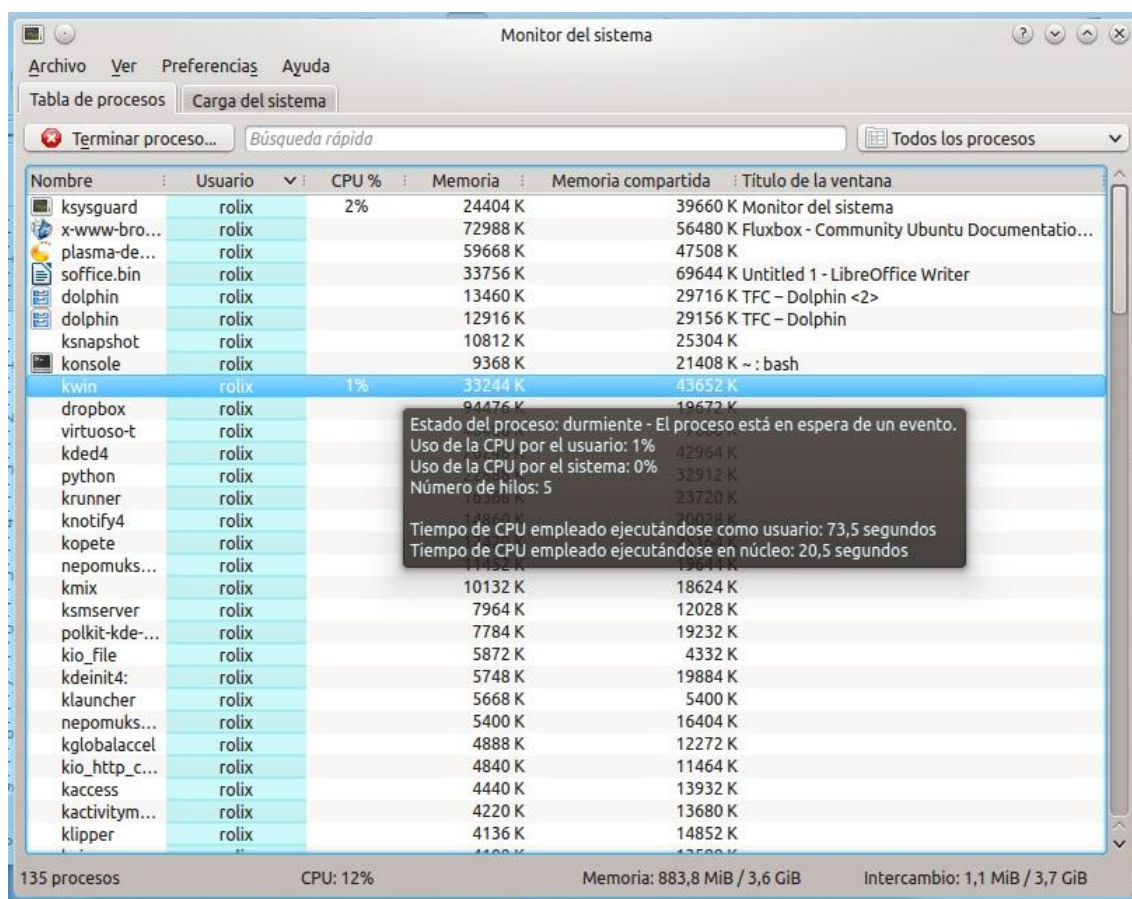 Monitor del sistema
Archivo Ver Preferencias Ayuda
Tabla de procesos Carga del sistema
Terminar proceso... Búsqueda rápida Todos los procesos
Nombre Usuario CPU % Memoria Memoria compartida Título de la ventana
ksysguard rolix 2% 24404 K 39660 K Monitor del sistema
x-www-bro... rolix 72988 K 56480 K Fluxbox - Community Ubuntu Documentatio...
plasma-de... rolix 59668 K 47508 K
soffice.bin rolix 33756 K 69644 K Untitled 1 - LibreOffice Writer
dolphin rolix 13460 K 29716 K TFC – Dolphin <2>
dolphin rolix 12916 K 29156 K TFC – Dolphin
ksnapshot rolix 10812 K 25304 K
konsole rolix 9368 K 21408 K ~ : bash
kwin rolix 1% 33244 K 43652 K
dropbox rolix 94476 K 19672 K
virtuoso-t rolix
kded4 rolix 42964 K
python rolix 32912 K
krunner rolix 23720 K
knotify4 rolix
kopete rolix
nepomuks... rolix 11452 K 19644 K
Estado del proceso: durmiente - El proceso está en espera de un evento.
Uso de la CPU por el usuario: 1%
Uso de la CPU por el sistema: 0%
Número de hilos: 5
Tiempo de CPU empleado ejecutándose como usuario: 73,5 segundos
Tiempo de CPU empleado ejecutándose en núcleo: 20,5 segundos
kmix rolix 10132 K 18624 K
ksmserver rolix 7964 K 12028 K
polkit-kde-... rolix 7784 K 19232 K
kio_file rolix 5872 K 4332 K
kdeinit4: rolix 5748 K 19884 K
klauncher rolix 5668 K 5400 K
nepomuks... rolix 5400 K 16404 K
kglobalaccel rolix 4888 K 12272 K
kio_http_c... rolix 4840 K 11464 K
kaccess rolix 4440 K 13932 K
kactivitym... rolix 4220 K 13680 K
klipper rolix 4136 K 14852 K
135 procesos CPU: 12% Memoria: 883,8 MiB / 3,6 GiB Intercambio: 1,1 MiB / 3,7 GiB